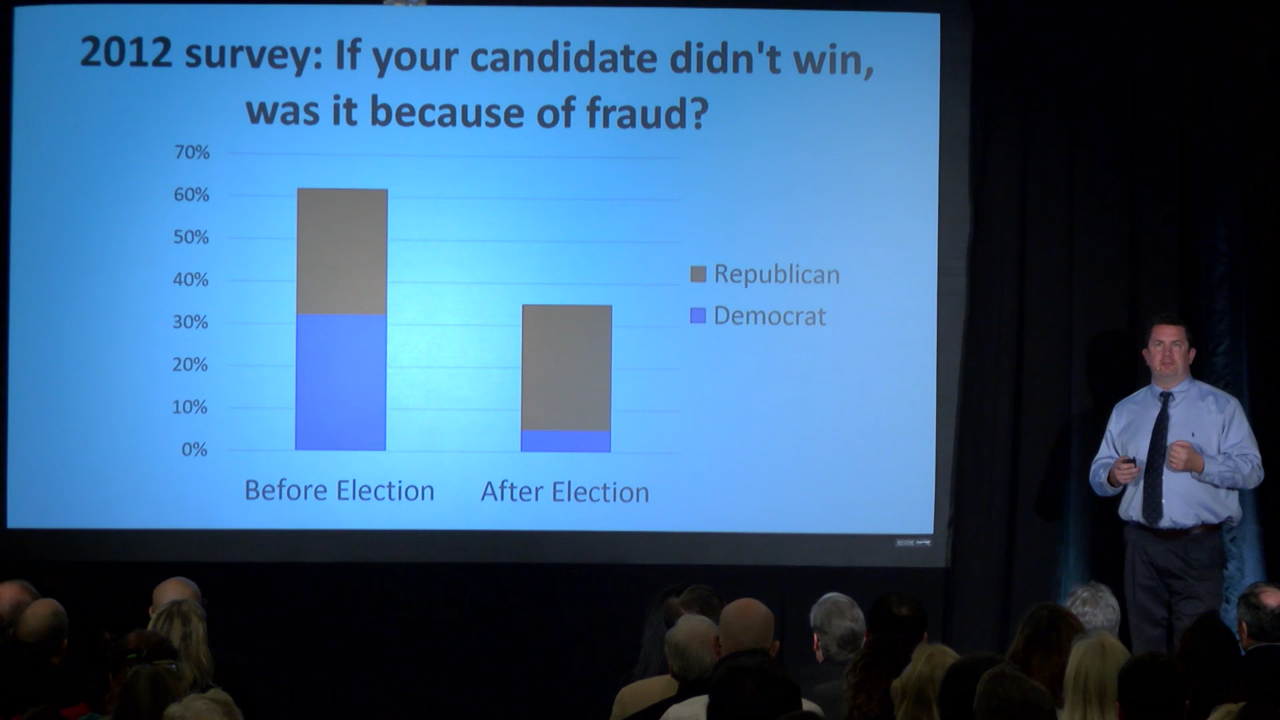 2012 survey: If your candidate didn't win,
was it because of fraud?
70%
60%
50%
40%
30%
20%
10%
0%
Republican
Democrat
Before Election
After Election